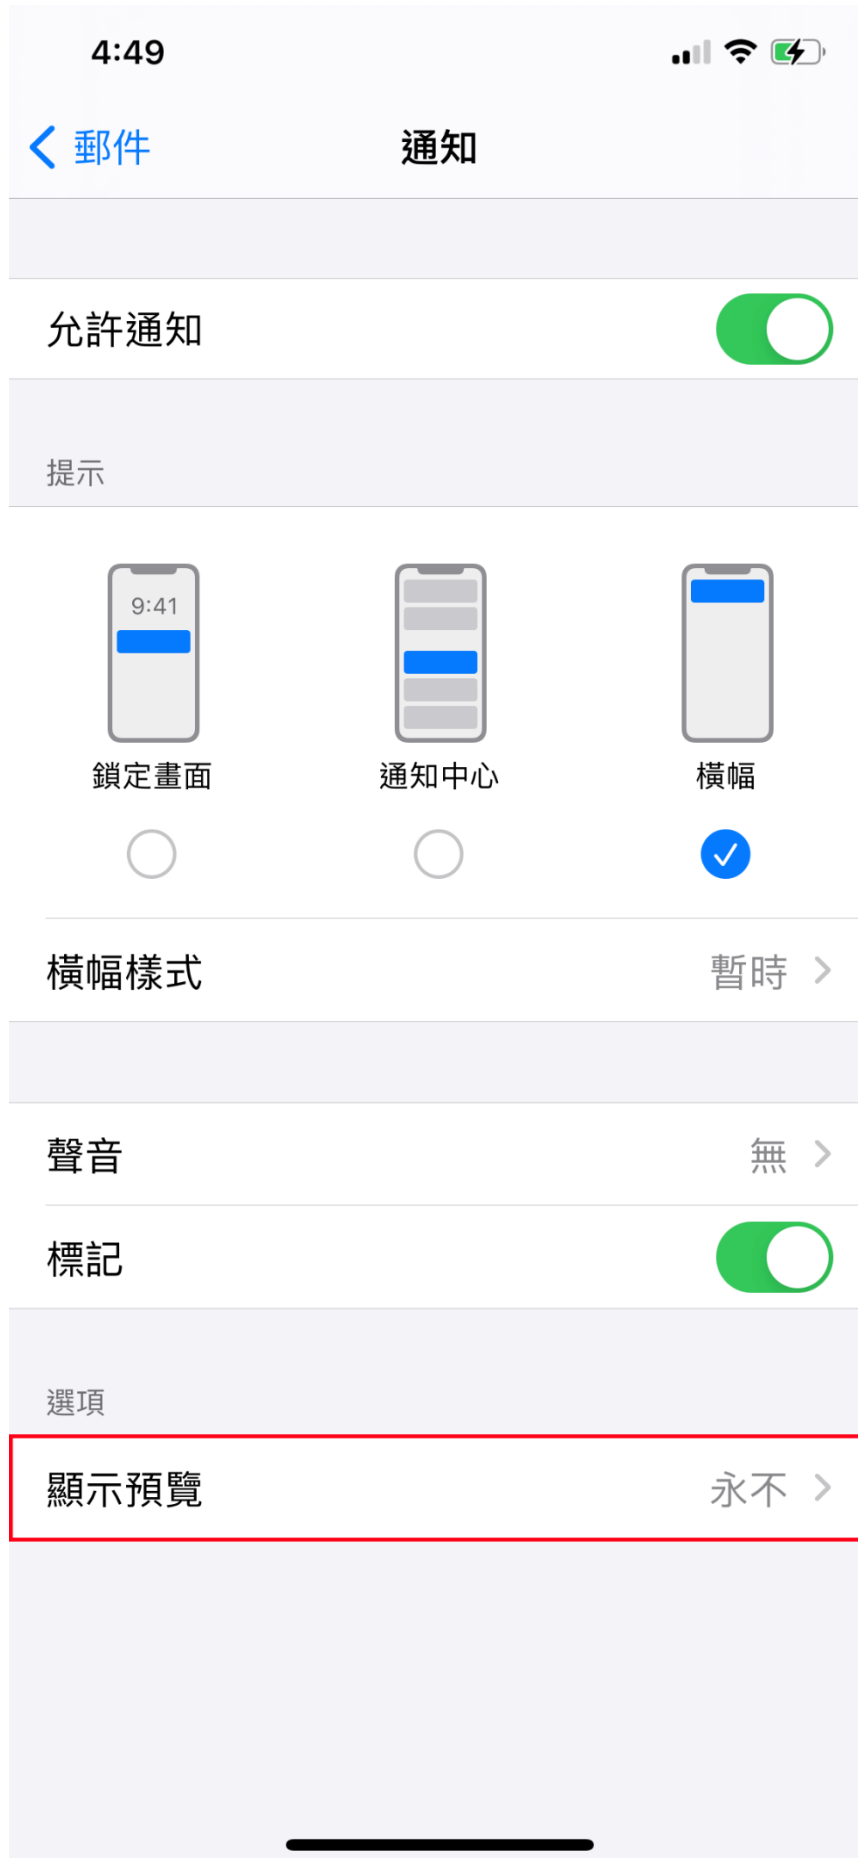 4:49
郵件 通知
允許通知
提示
9:41
鎖定畫面 通知中心 橫幅
橫幅樣式 暫時
聲音 無
標記
選項
顯示預覽 永不